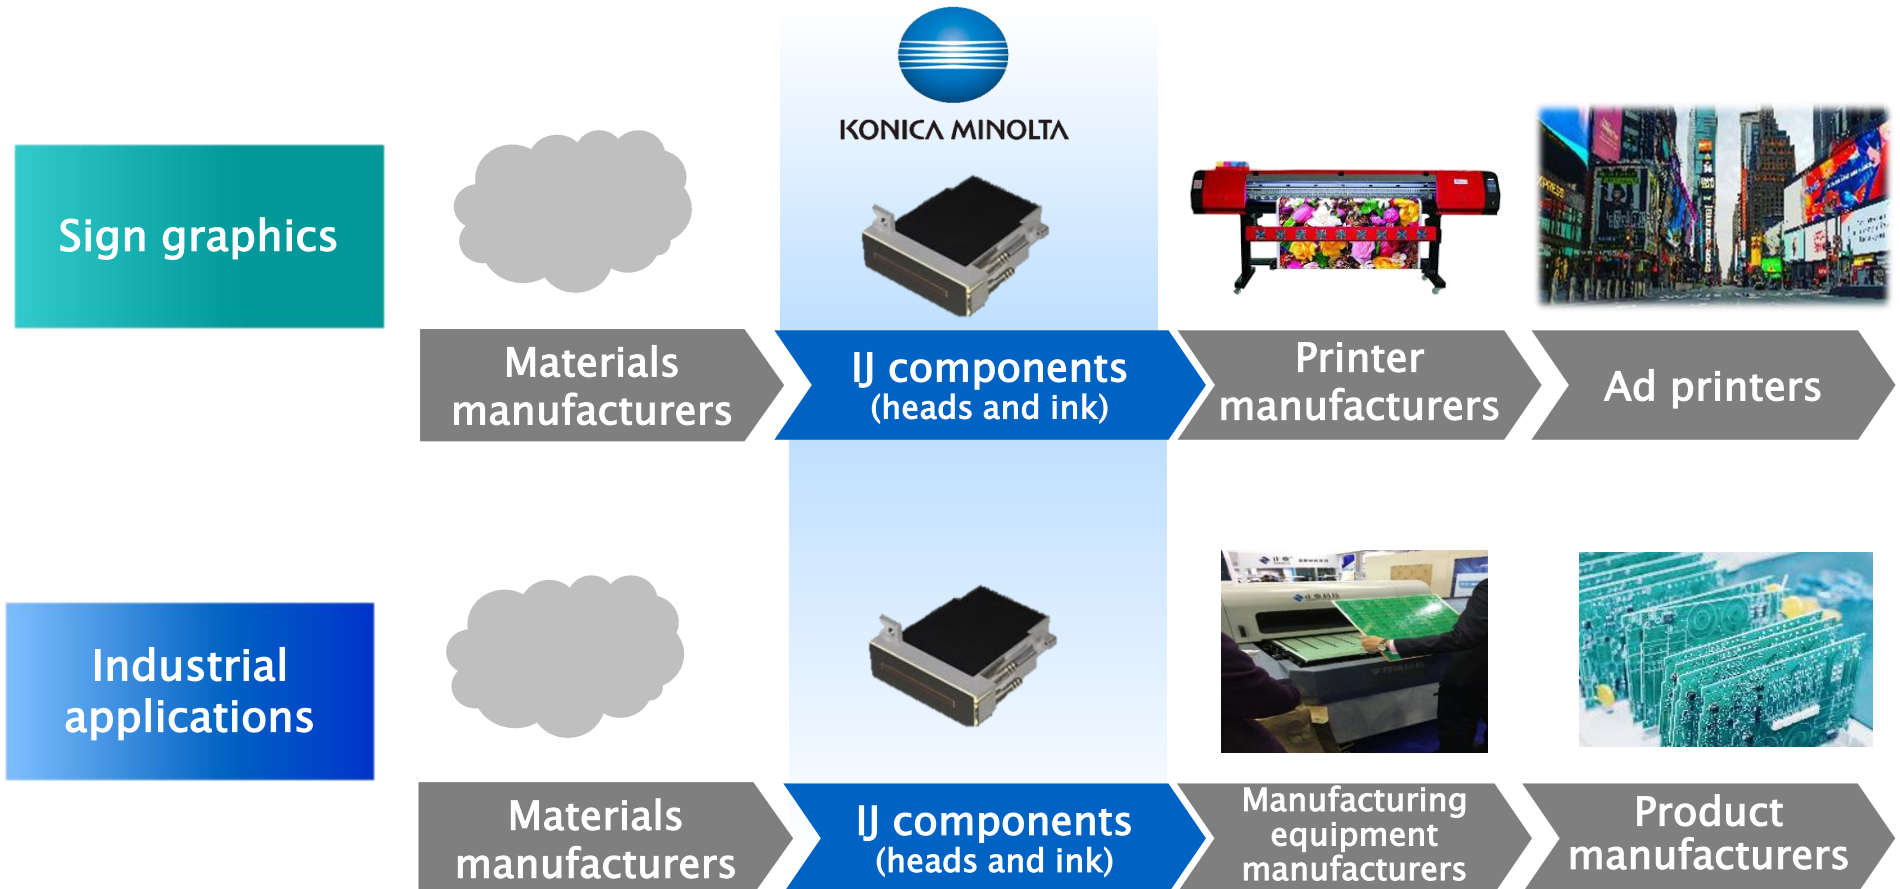 KONICA MINOLTA
Sign graphics
Materials
manufacturers
IJ components
(heads and ink)
Printer
manufacturers
Ad printers
Industrial
applications
Materials
manufacturers
IJ components
(heads and ink)
Manufacturing
equipment
manufacturers
Product
manufacturers